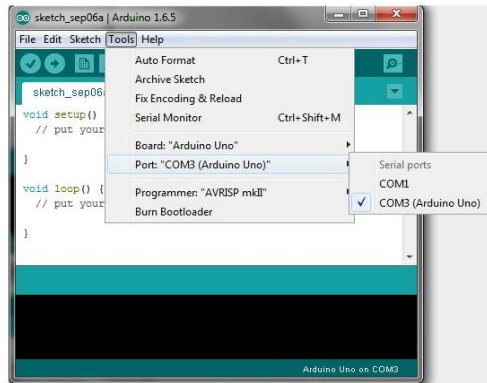 sketch_sep06a | Arduino 1.6.5
File Edit Sketch Tools Help
Auto Format Ctrl+T
Archive Sketch
sketch_sep06a
Fix Encoding & Reload
void setup()
Serial Monitor Ctrl+Shift+M
// put your
Board: "Arduino Uno"
}
Port: "COM3 (Arduino Uno)"
Serial ports
void loop() {
COM1
Programmer: "AVRISP mkII"
// put your
COM3 (Arduino Uno)
Burn Bootloader
}
Arduino Uno on COM3